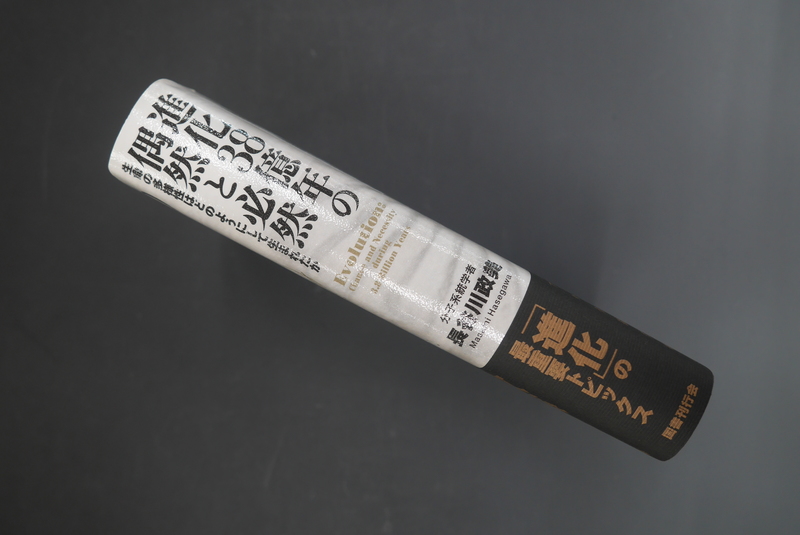 進化38億年の
偶然と必然
生命の多様性はどのようにして生まれたか
Evolution:
Chance and Necessity
during
3.8 Billion Years
分子系統学者
長谷川政美
Masami Hasegawa
「進化」の
最重要トピックス
国書刊行会